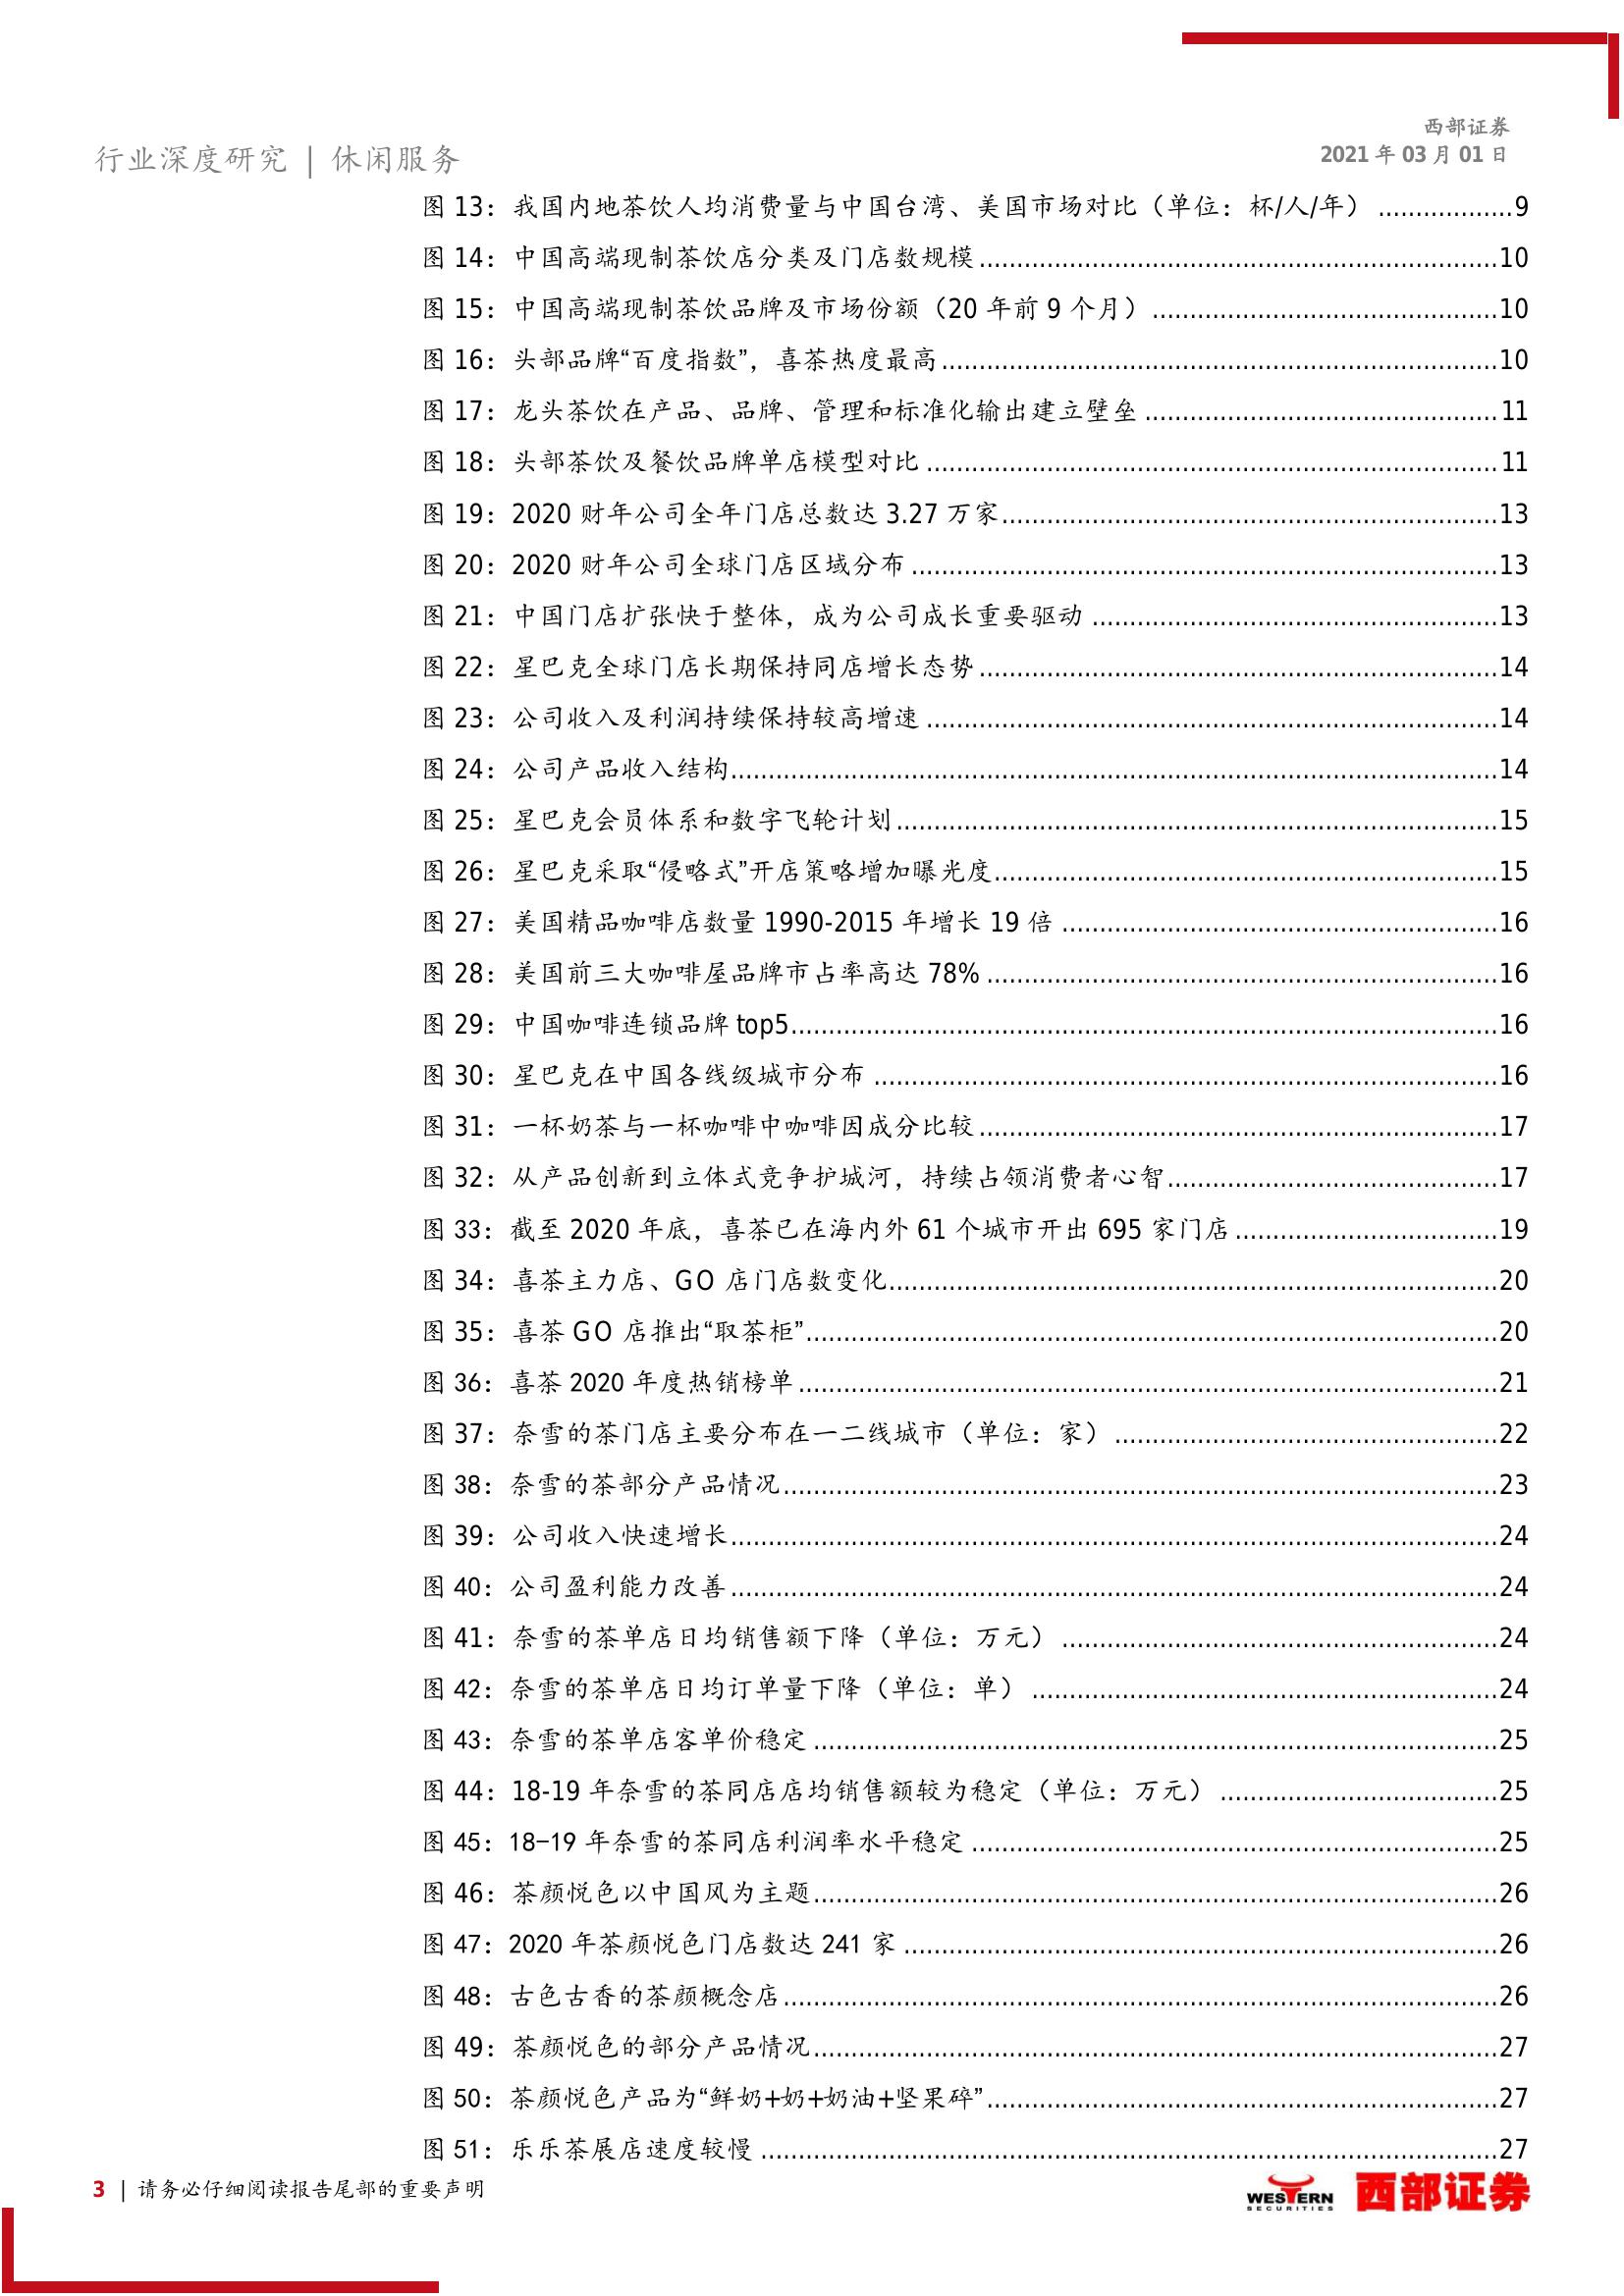 西部证券
行业深度研究 | 休闲服务
2021 年 03 月 01 日
图 13：我国内地茶饮人均消费量与中国台湾、美国市场对比（单位：杯/人/年）..................9
图 14：中国高端现制茶饮店分类及门店数规模......................................................................10
图 15：中国高端现制茶饮品牌及市场份额（20 年前 9 个月）..............................................10
图 16：头部品牌“百度指数”，喜茶热度最高...........................................................................10
图 17：龙头茶饮在产品、品牌、管理和标准化输出建立壁垒...............................................11
图 18：头部茶饮及餐饮品牌单店模型对比.............................................................................11
图 19：2020 财年公司全年门店总数达 3.27 万家...................................................................13
图 20：2020 财年公司全球门店区域分布...............................................................................13
图 21：中国门店扩张快于整体，成为公司成长重要驱动......................................................13
图 22：星巴克全球门店长期保持同店增长态势......................................................................14
图 23：公司收入及利润持续保持较高增速.............................................................................14
图 24：公司产品收入结构.......................................................................................................14
图 25：星巴克会员体系和数字飞轮计划.................................................................................15
图 26：星巴克采取“侵略式”开店策略增加曝光度....................................................................15
图 27：美国精品咖啡店数量 1990-2015 年增长 19 倍...........................................................16
图 28：美国前三大咖啡屋品牌市占率高达 78%.....................................................................16
图 29：中国咖啡连锁品牌 top5...............................................................................................16
图 30：星巴克在中国各线级城市分布....................................................................................16
图 31：一杯奶茶与一杯咖啡中咖啡因成分比较......................................................................17
图 32：从产品创新到立体式竞争护城河，持续占领消费者心智............................................17
图 33：截至 2020 年底，喜茶已在海内外 61 个城市开出 695 家门店...................................19
图 34：喜茶主力店、GO 店门店数变化..................................................................................20
图 35：喜茶 GO 店推出“取茶柜”.............................................................................................20
图 36：喜茶 2020 年度热销榜单..............................................................................................21
图 37：奈雪的茶门店主要分布在一二线城市（单位：家）...................................................22
图 38：奈雪的茶部分产品情况................................................................................................23
图 39：公司收入快速增长.......................................................................................................24
图 40：公司盈利能力改善.......................................................................................................24
图 41：奈雪的茶单店日均销售额下降（单位：万元）..........................................................24
图 42：奈雪的茶单店日均订单量下降（单位：单）..............................................................24
图 43：奈雪的茶单店客单价稳定............................................................................................25
图 44：18-19 年奈雪的茶同店店均销售额较为稳定（单位：万元）.....................................25
图 45：18-19 年奈雪的茶同店利润率水平稳定.......................................................................25
图 46：茶颜悦色以中国风为主题............................................................................................26
图 47：2020 年茶颜悦色门店数达 241 家................................................................................26
图 48：古色古香的茶颜概念店................................................................................................26
图 49：茶颜悦色的部分产品情况............................................................................................27
图 50：茶颜悦色产品为“鲜奶+奶+奶油+坚果碎”.....................................................................27
图 51：乐乐茶展店速度较慢...................................................................................................27
3 | 请务必仔细阅读报告尾部的重要声明
WESTERN
SECURITIES
西部证券